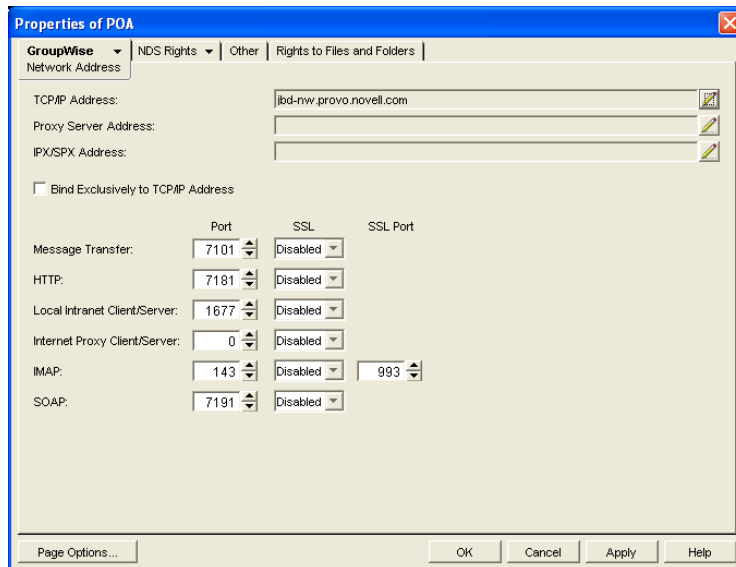 Properties of POA
GroupWise NDS Rights Other Rights to Files and Folders
Network Address
TCP/IP Address: jbd-nw.provo.novell.com
Proxy Server Address:
IPX/SPX Address:
Bind Exclusively to TCP/IP Address
Port SSL SSL Port
Message Transfer: 7101 Disabled
HTTP: 7181 Disabled
Local Intranet Client/Server: 1677 Disabled
Internet Proxy Client/Server: 0 Disabled
IMAP: 143 Disabled 993
SOAP: 7191 Disabled
Page Options... OK Cancel Apply Help